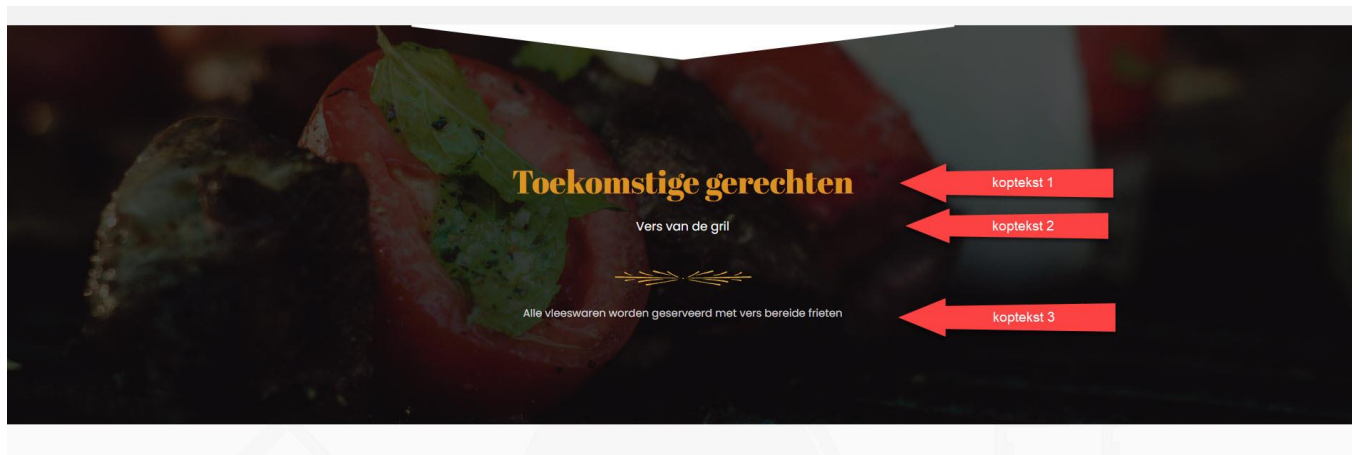 Toekomstige gerechten
koptekst 1
Vers van de gril
koptekst 2
Alle vleeswaren worden geserveerd met vers bereide frieten
koptekst 3